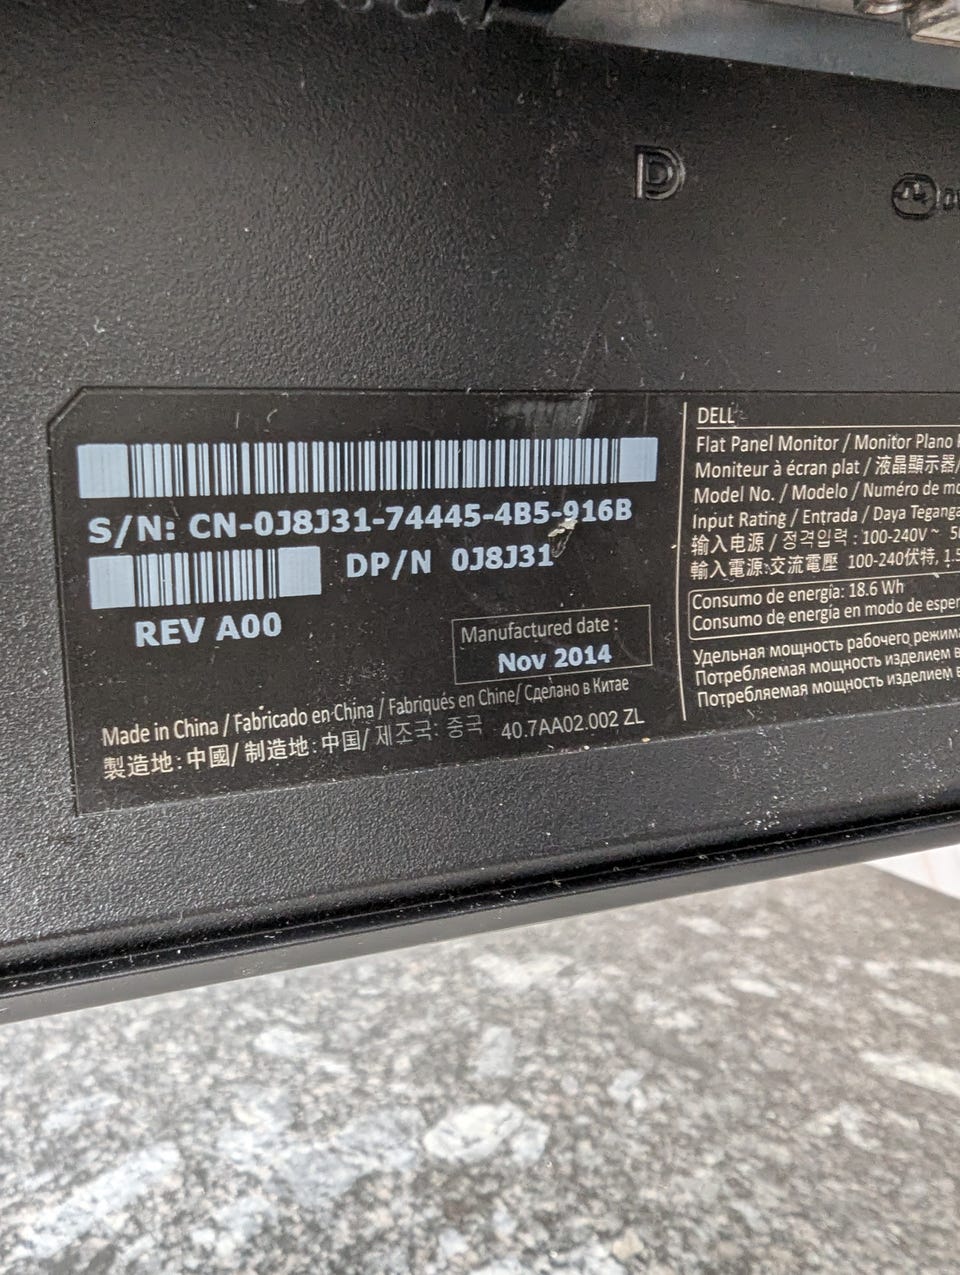 S/N: CN-0J8J31-74445-4B5-916B
DP/N 0J8J31
REV A00
Manufactured date :
Nov 2014
Made in China / Fabricado en China / Fabriqués en Chine/ Сделано в Китае
製造地: 中國/ 制造地: 中国/ 제조국: 중국 40.7AA02.002 ZL
DELL
Flat Panel Monitor / Monitor Plano
Moniteur à écran plat / 液晶顯示器/
Model No. / Modelo / Numéro de
Input Rating / Entrada / Daya
输入电源 / 정격입력 : 100-240V ~
輸入電源:交流電壓 100-240伏特,
Consumo de energía: 18.6 Wh
Consumo de energía en modo de
Удельная мощность рабочего
Потребляемая мощность изделием в
Потребляемая мощность изделием в